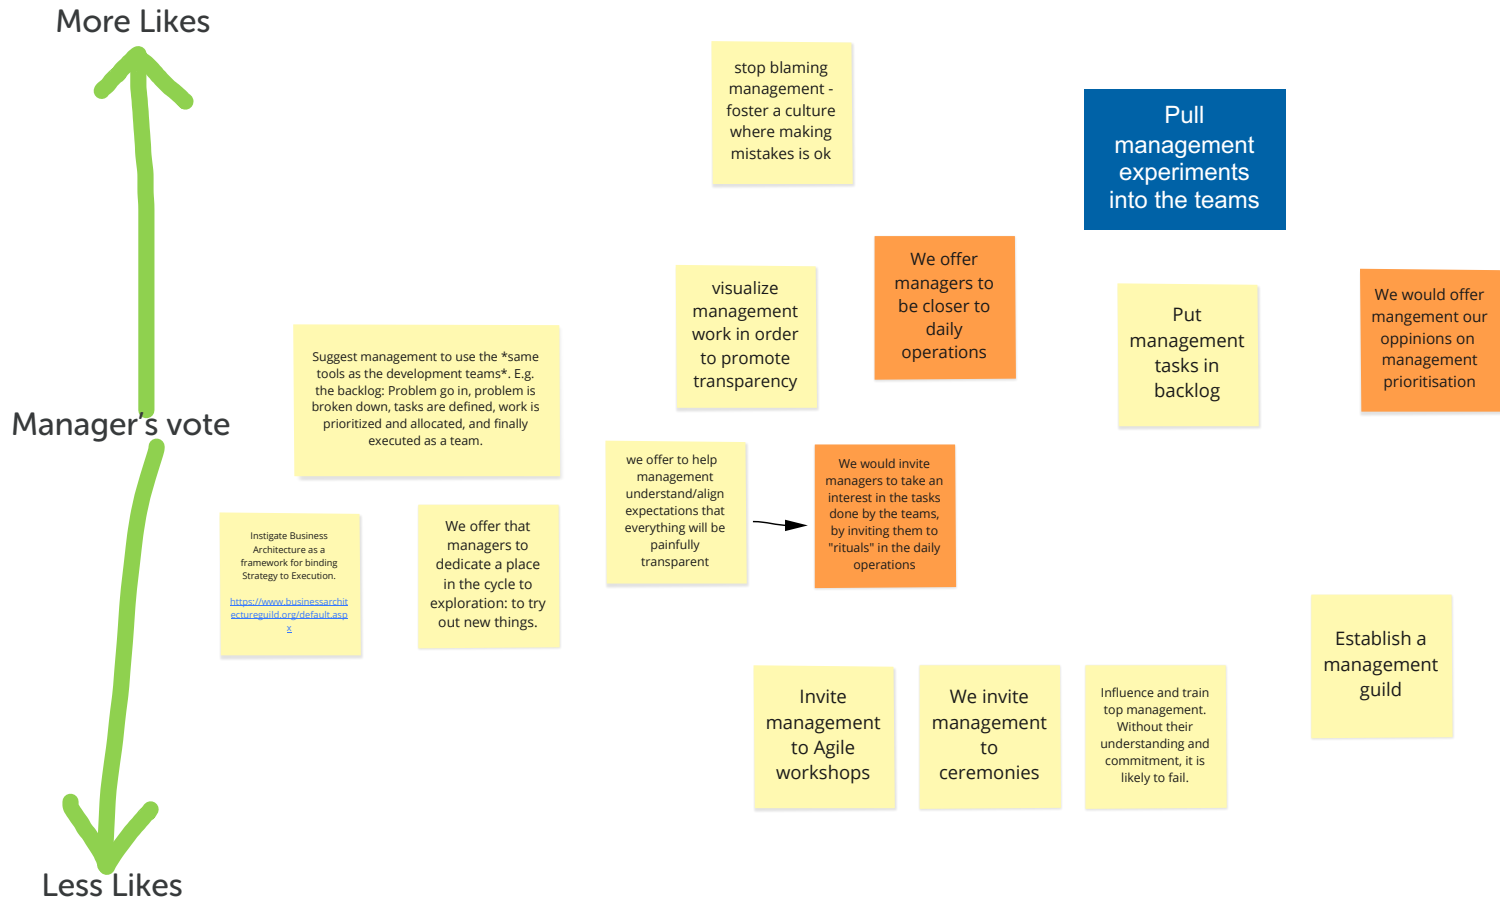 More Likes
stop blaming
management -
foster a culture
where making
mistakes is ok
Pull
management
experiments
into the teams
We offer
managers to
be closer to
daily
operations
visualize
management
work in order
to promote
transparency
Put
management
tasks in
backlog
We would offer
mangement our
oppinions on
management
prioritisation
Suggest management to use the *same
tools as the development teams*. E.g.
the backlog: Problem go in, problem is
broken down, tasks are defined, work is
prioritized and allocated, and finally
executed as a team.
Manager's vote
we offer to help
management
understand/align
expectations that
everything will be
painfully
transparent
We would invite
managers to take an
interest in the tasks
done by the teams,
by inviting them to
"rituals" in the daily
operations
Instigate Business
Architecture as a
framework for binding
Strategy to Execution.
https://www.businessarchit
ectureguild.org/default.asp
x
We offer that
managers to
dedicate a place
in the cycle to
exploration: to try
out new things.
Establish a
management
guild
Invite
management
to Agile
workshops
We invite
management
to
ceremonies
Influence and train
top management.
Without their
understanding and
commitment, it is
likely to fail.
Less Likes